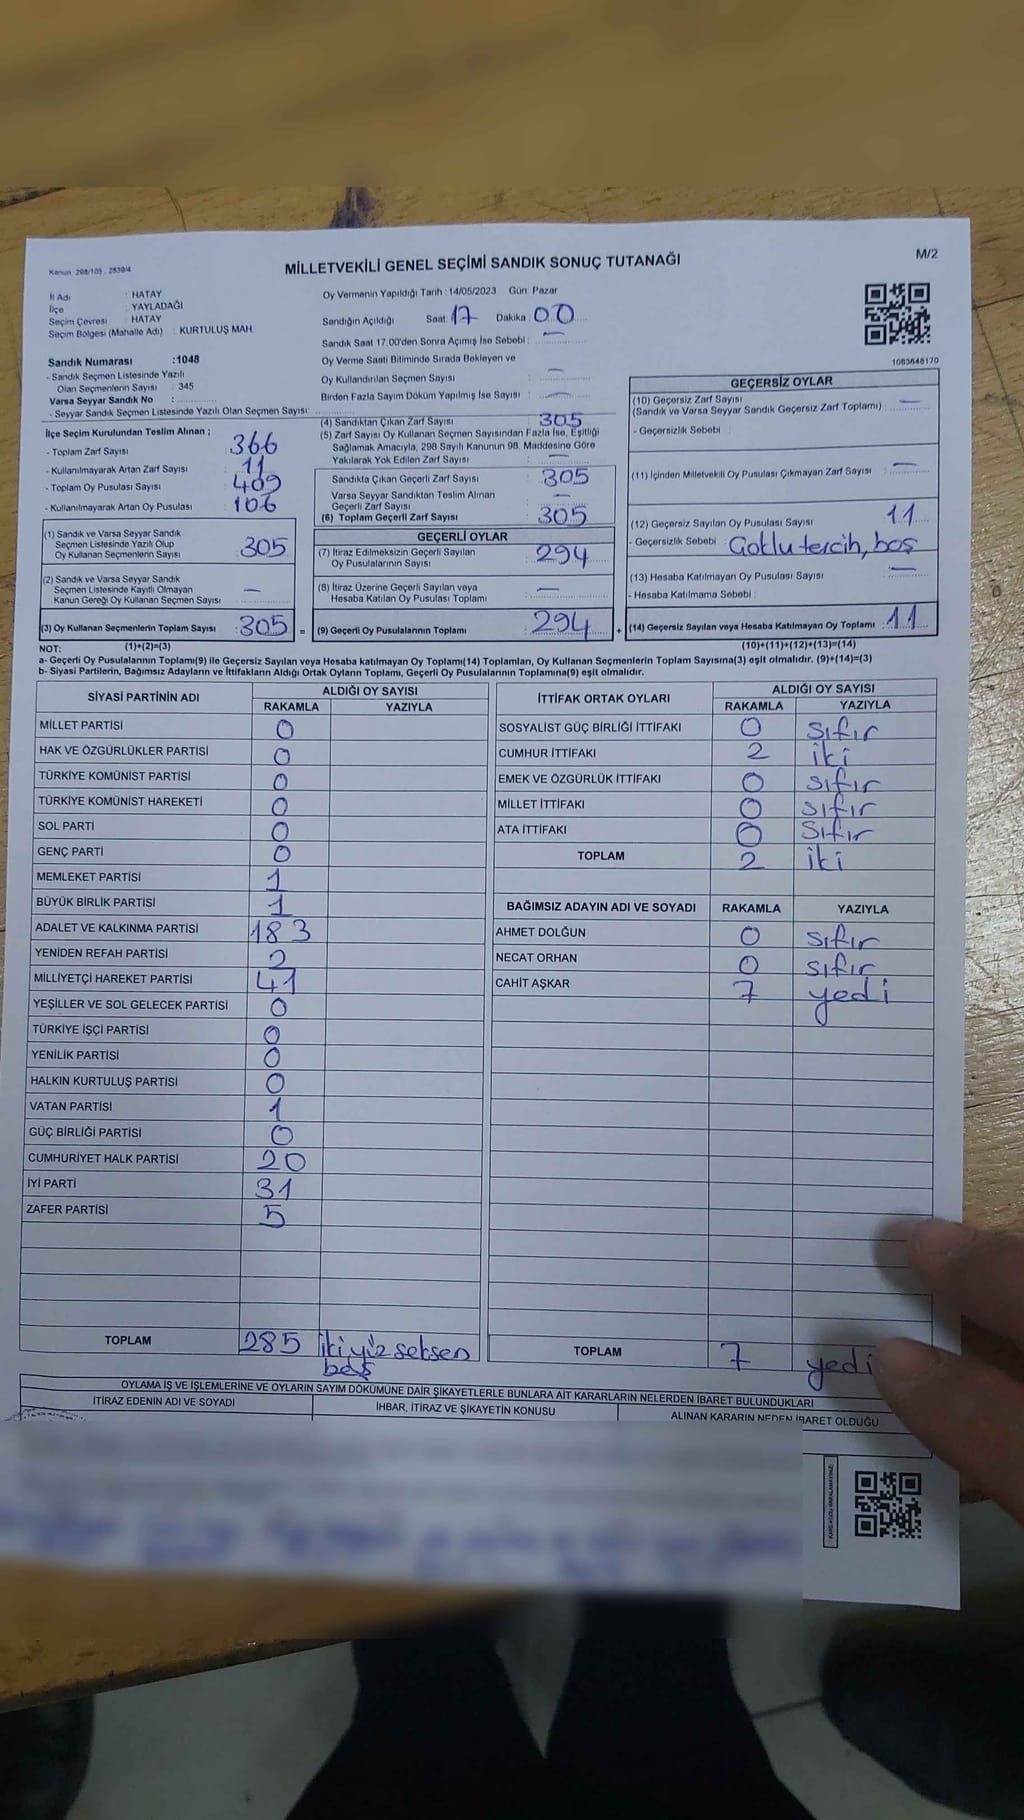 Kanun, 298/105 , 2839/4
MİLLETVEKİLİ GENEL SEÇİMİ SANDIK SONUÇ TUTANAĞI
M/2
İl Adı : HATAY
İlçe : YAYLADAĞI
Seçim Çevresi : HATAY
Seçim Bölgesi (Mahalle Adı) : KURTULUŞ MAH.
Sandık Numarası :1048
- Sandık Seçmen Listesinde Yazılı
Olan Seçmenlerin Sayısı : 345
Varsa Seyyar Sandık No :
- Seyyar Sandık Seçmen Listesinde Yazılı Olan Seçmen Sayısı:
Oy Vermenin Yapıldığı Tarih :14/05/2023 Gün: Pazar
Sandığın Açıldığı Saat: 17 Dakika: 00
Sandık Saat 17.00'den Sonra Açımış İse Sebebi : —
Oy Verme Saati Bitiminde Sırada Bekleyen ve
Oy Kullandırılan Seçmen Sayısı : —
Birden Fazla Sayım Döküm Yapılmış İse Sayısı : —
1083648170
İlçe Seçim Kurulundan Teslim Alınan ;
- Toplam Zarf Sayısı : 366
- Kullanılmayarak Artan Zarf Sayısı : 11
- Toplam Oy Pusulası Sayısı : 409
- Kullanılmayarak Artan Oy Pusulası : 106
(1) Sandık ve Varsa Seyyar Sandık
Seçmen Listesinde Yazılı Olup
Oy Kullanan Seçmenlerin Sayısı : 305
(2) Sandık ve Varsa Seyyar Sandık
Seçmen Listesinde Kayıtlı Olmayan
Kanun Gereği Oy Kullanan Seçmen Sayısı : —
(3) Oy Kullanan Seçmenlerin Toplam Sayısı : 305 =
(4) Sandıktan Çıkan Zarf Sayısı : 305
(5) Zarf Sayısı Oy Kullanan Seçmen Sayısından Fazla İse, Eşitliği
Sağlamak Amacıyla, 298 Sayılı Kanunun 98. Maddesine Göre
Yakılarak Yok Edilen Zarf Sayısı : —
Sandıkta Çıkan Geçerli Zarf Sayısı : 305
Varsa Seyyar Sandıktan Teslim Alınan
Geçerli Zarf Sayısı : —
(6) Toplam Geçerli Zarf Sayısı : 305
GEÇERLİ OYLAR
(7) İtiraz Edilmeksizin Geçerli Sayılan
Oy Pusulalarının Sayısı : 294
(8) İtiraz Üzerine Geçerli Sayılan veya
Hesaba Katılan Oy Pusulası Toplamı : —
(9) Geçerli Oy Pusulalarının Toplamı : 294 +
GEÇERSİZ OYLAR
(10) Geçersiz Zarf Sayısı
(Sandık ve Varsa Seyyar Sandık Geçersiz Zarf Toplamı) : —
- Geçersizlik Sebebi :
(11) İçinden Milletvekili Oy Pusulası Çıkmayan Zarf Sayısı : —
(12) Geçersiz Sayılan Oy Pusulası Sayısı : 11
- Geçersizlik Sebebi : Çoklu tercih, boş
(13) Hesaba Katılmayan Oy Pusulası Sayısı : —
- Hesaba Katılmama Sebebi :
(14) Geçersiz Sayılan veya Hesaba Katılmayan Oy Toplamı : 11
NOT: (1)+(2)=(3) (10)+(11)+(12)+(13)=(14)
a- Geçerli Oy Pusulalarının Toplamı(9) ile Geçersiz Sayılan veya Hesaba katılmayan Oy Toplamı(14) Toplamları, Oy Kullanan Seçmenlerin Toplam Sayısına(3) eşit olmalıdır. (9)+(14)=(3)
b- Siyasi Partilerin, Bağımsız Adayların ve İttifakların Aldığı Ortak Oyların Toplamı, Geçerli Oy Pusulalarının Toplamına(9) eşit olmalıdır.
SİYASİ PARTİNİN ADI ALDIĞI OY SAYISI
RAKAMLA YAZIYLA
MİLLET PARTİSİ 0
HAK VE ÖZGÜRLÜKLER PARTİSİ 0
TÜRKİYE KOMÜNİST PARTİSİ 0
TÜRKİYE KOMÜNİST HAREKETİ 0
SOL PARTİ 0
GENÇ PARTİ 0
MEMLEKET PARTİSİ 1
BÜYÜK BİRLİK PARTİSİ 1
ADALET VE KALKINMA PARTİSİ 183
YENİDEN REFAH PARTİSİ 2
MİLLİYETÇİ HAREKET PARTİSİ 41
YEŞİLLER VE SOL GELECEK PARTİSİ 0
TÜRKİYE İŞÇİ PARTİSİ 0
YENİLİK PARTİSİ 0
HALKIN KURTULUŞ PARTİSİ 0
VATAN PARTİSİ 1
GÜÇ BİRLİĞİ PARTİSİ 0
CUMHURİYET HALK PARTİSİ 20
İYİ PARTİ 31
ZAFER PARTİSİ 5
TOPLAM 285 iki yüz seksen
beş
İTTİFAK ORTAK OYLARI ALDIĞI OY SAYISI
RAKAMLA YAZIYLA
SOSYALİST GÜÇ BİRLİĞİ İTTİFAKI 0 sıfır
CUMHUR İTTİFAKI 2 iki
EMEK VE ÖZGÜRLÜK İTTİFAKI 0 sıfır
MİLLET İTTİFAKI 0 sıfır
ATA İTTİFAKI 0 sıfır
TOPLAM 2 iki
BAĞIMSIZ ADAYIN ADI VE SOYADI RAKAMLA YAZIYLA
AHMET DOLĞUN 0 sıfır
NECAT ORHAN 0 sıfır
CAHİT AŞKAR 7 yedi
TOPLAM 7 yedi
OYLAMA İŞ VE İŞLEMLERİNE VE OYLARIN SAYIM DÖKÜMÜNE DAİR ŞİKAYETLERLE BUNLARA AİT KARARLARIN NELERDEN İBARET BULUNDUKLARI
İTİRAZ EDENİN ADI VE SOYADI İHBAR, İTİRAZ VE ŞİKAYETİN KONUSU ALINAN KARARIN NEDEN İBARET OLDUĞU